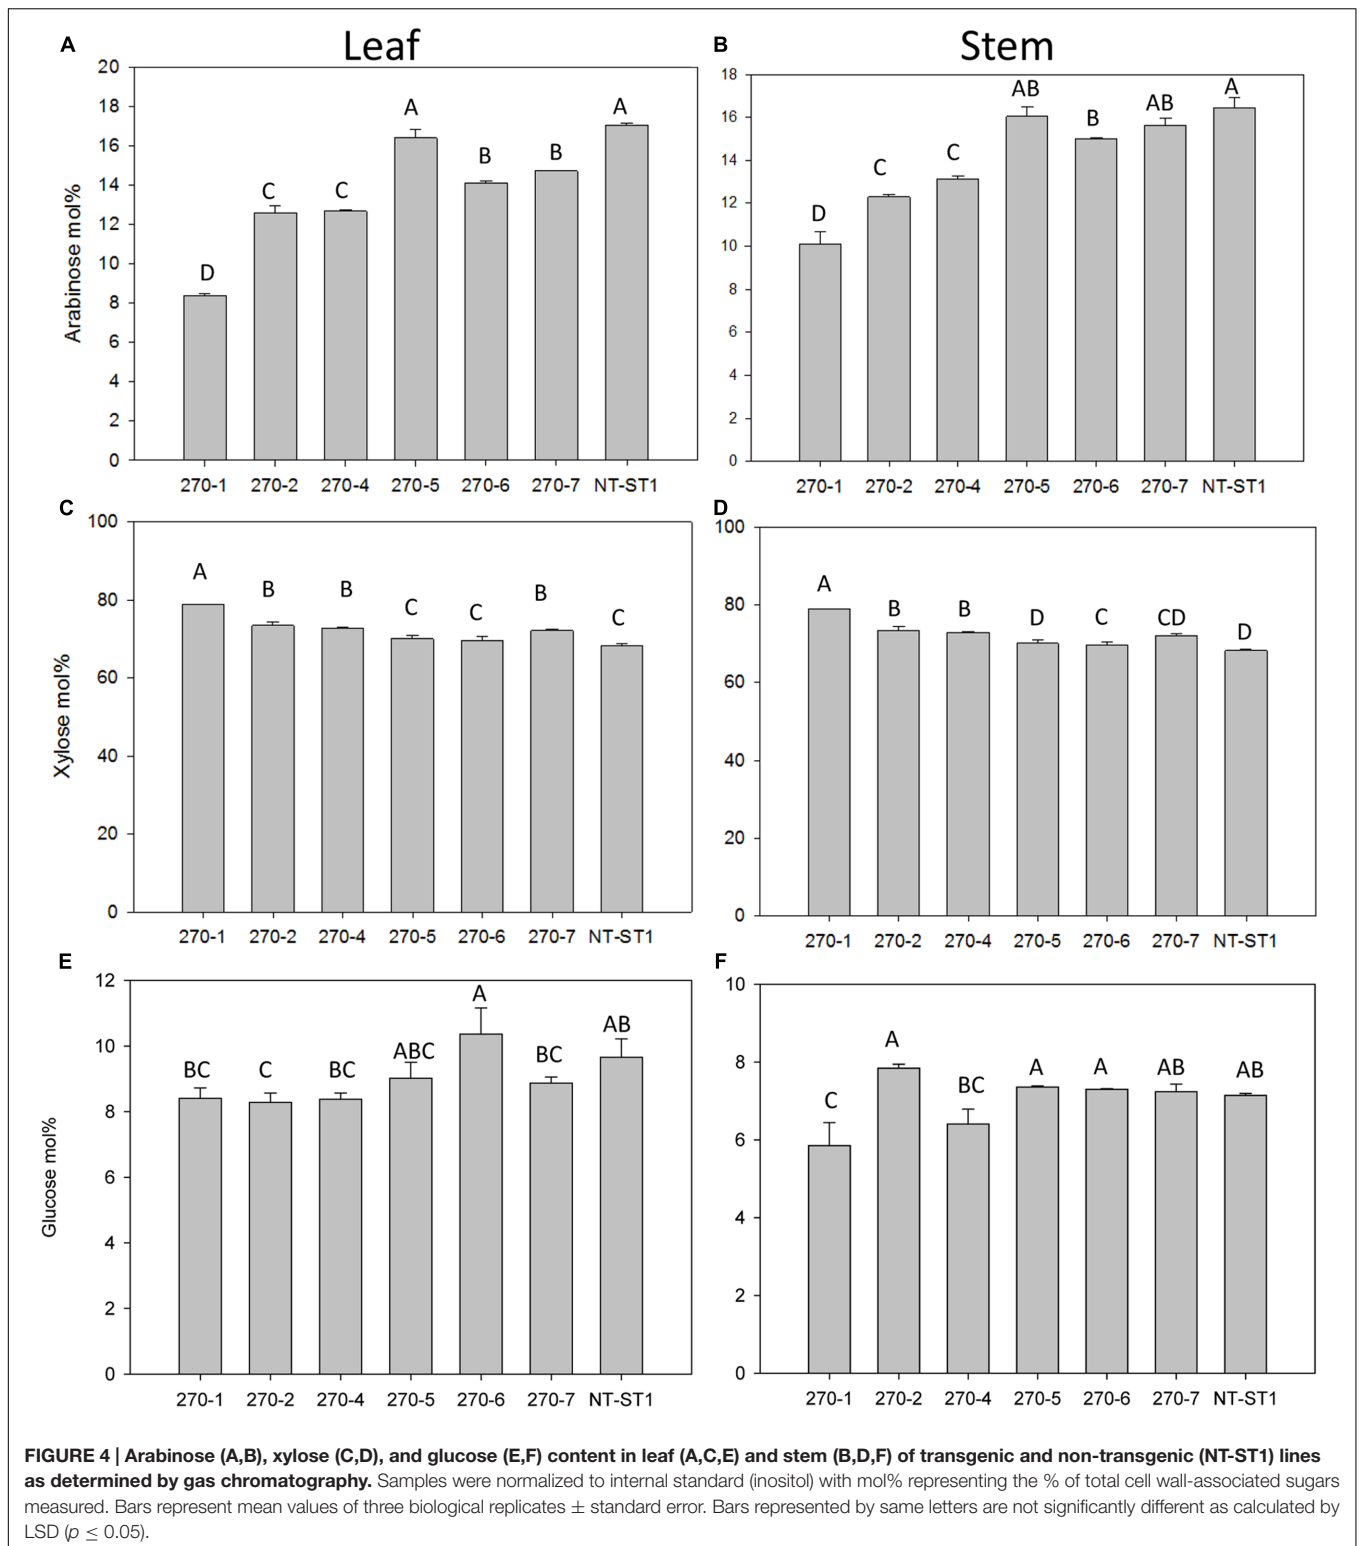 A Leaf
20
18
16
14
12
10
8
6
4
2
0
Arabinose mol%
D C C A B B A
270-1 270-2 270-4 270-5 270-6 270-7 NT-ST1
B Stem
18
16
14
12
10
8
6
4
2
0
D C C AB B AB A
270-1 270-2 270-4 270-5 270-6 270-7 NT-ST1
C
100
80
60
40
20
0
Xylose mol%
A B B C C B C
270-1 270-2 270-4 270-5 270-6 270-7 NT-ST1
D
100
80
60
40
20
0
A B B D C CD D
270-1 270-2 270-4 270-5 270-6 270-7 NT-ST1
E
12
10
8
6
4
2
0
Glucose mol%
BC C BC ABC A BC AB
270-1 270-2 270-4 270-5 270-6 270-7 NT-ST1
F
10
8
6
4
2
0
C A BC A A AB AB
270-1 270-2 270-4 270-5 270-6 270-7 NT-ST1
FIGURE 4 | Arabinose (A,B), xylose (C,D), and glucose (E,F) content in leaf (A,C,E) and stem (B,D,F) of transgenic and non-transgenic (NT-ST1) lines
as determined by gas chromatography. Samples were normalized to internal standard (inositol) with mol% representing the % of total cell wall-associated sugars
measured. Bars represent mean values of three biological replicates ± standard error. Bars represented by same letters are not significantly different as calculated by
LSD (p ≤ 0.05).